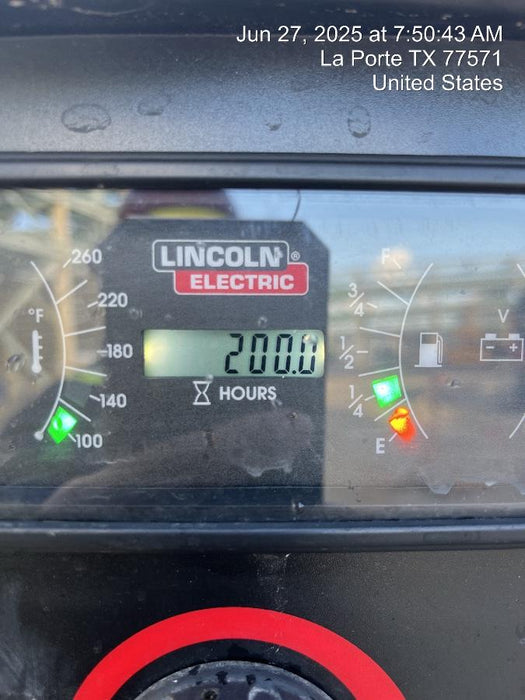 Jun 27, 2025 at 7:50:43 AM
La Porte TX 77571
United States
LINCOLN®
ELECTRIC
200.0
HOURS
°F
260
220
180
140
100
F
3/4
1/2
1/4
E
V
- +